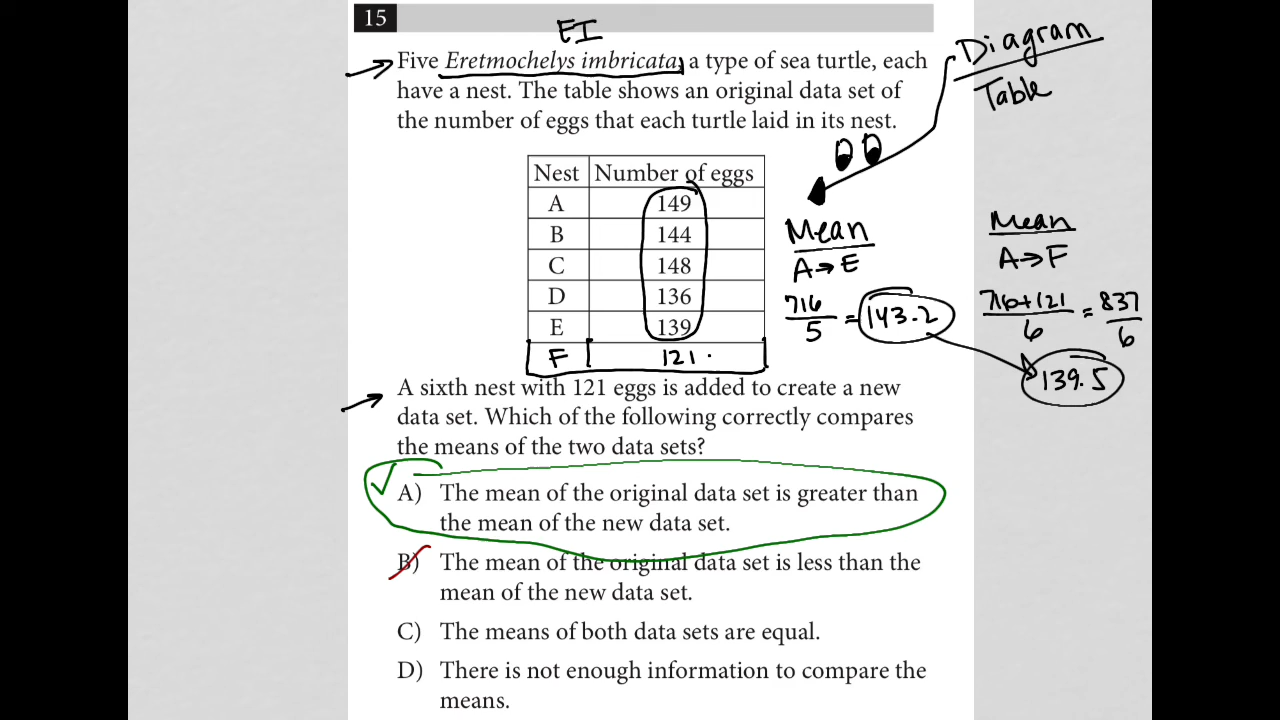 15
EI
Five Eretmochelys imbricata, a type of sea turtle, each
have a nest. The table shows an original data set of
the number of eggs that each turtle laid in its nest.
Diagram
Table
Nest Number of eggs
A 149
B 144
C 148
D 136
E 139
F 121
Mean
A→E
716/5 = 143.2
Mean
A→F
716+121/6 = 837/6
139.5
A sixth nest with 121 eggs is added to create a new
data set. Which of the following correctly compares
the means of the two data sets?
A) The mean of the original data set is greater than
the mean of the new data set.
B) The mean of the original data set is less than the
mean of the new data set.
C) The means of both data sets are equal.
D) There is not enough information to compare the
means.